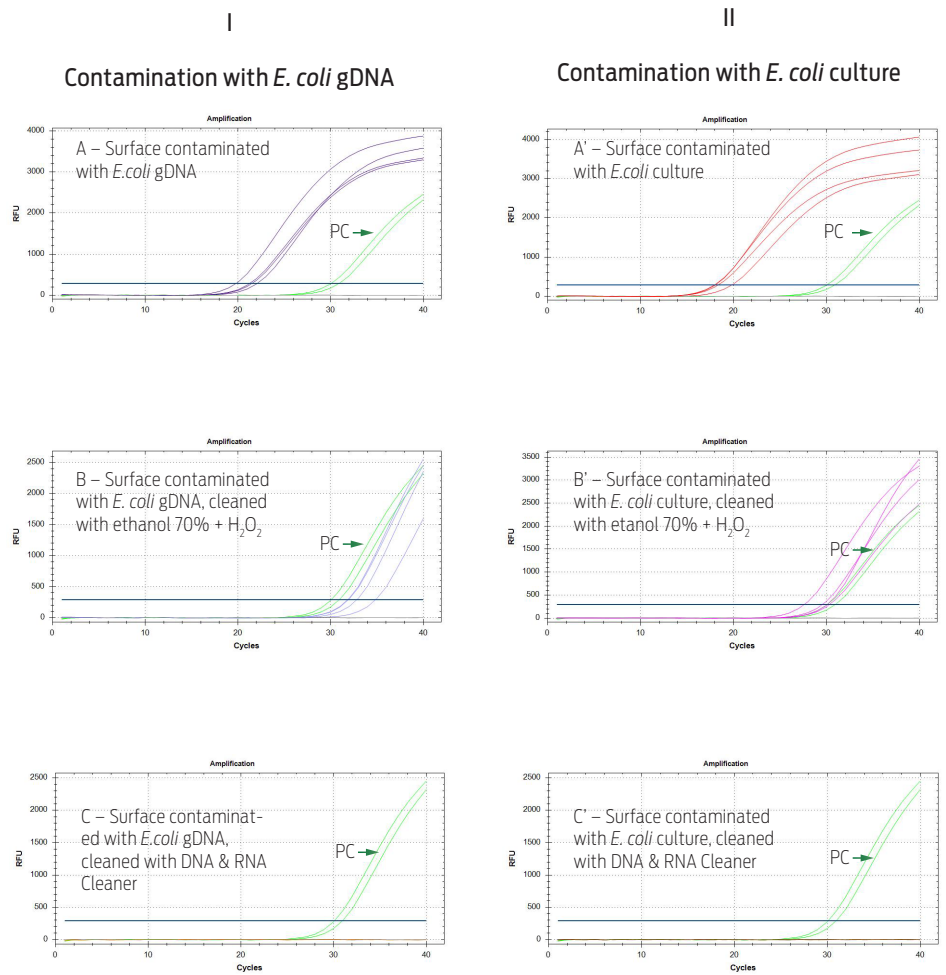 I
Contamination with E. coli gDNA
Amplification
A – Surface contaminated
with E.coli gDNA
PC
RFU
4000
3000
2000
1000
0
0 10 20 30 40
Cycles
Amplification
B – Surface contaminated
with E. coli gDNA, cleaned
with ethanol 70% + H₂O₂
PC
RFU
2500
2000
1500
1000
500
0
0 10 20 30 40
Cycles
Amplification
C – Surface contaminat-
ed with E.coli gDNA,
cleaned with DNA & RNA
Cleaner
PC
RFU
2500
2000
1500
1000
500
0
0 10 20 30 40
Cycles
II
Contamination with E. coli culture
Amplification
A’ – Surface contaminated
with E.coli culture
PC
RFU
4000
3000
2000
1000
0
0 10 20 30 40
Cycles
Amplification
B’ – Surface contaminated
with E. coli culture, cleaned
with etanol 70% + H₂O₂
PC
RFU
3500
3000
2500
2000
1500
1000
500
0
0 10 20 30 40
Cycles
Amplification
C’ – Surface contaminated
with E. coli culture, cleaned
with DNA & RNA Cleaner
PC
RFU
2500
2000
1500
1000
500
0
0 10 20 30 40
Cycles